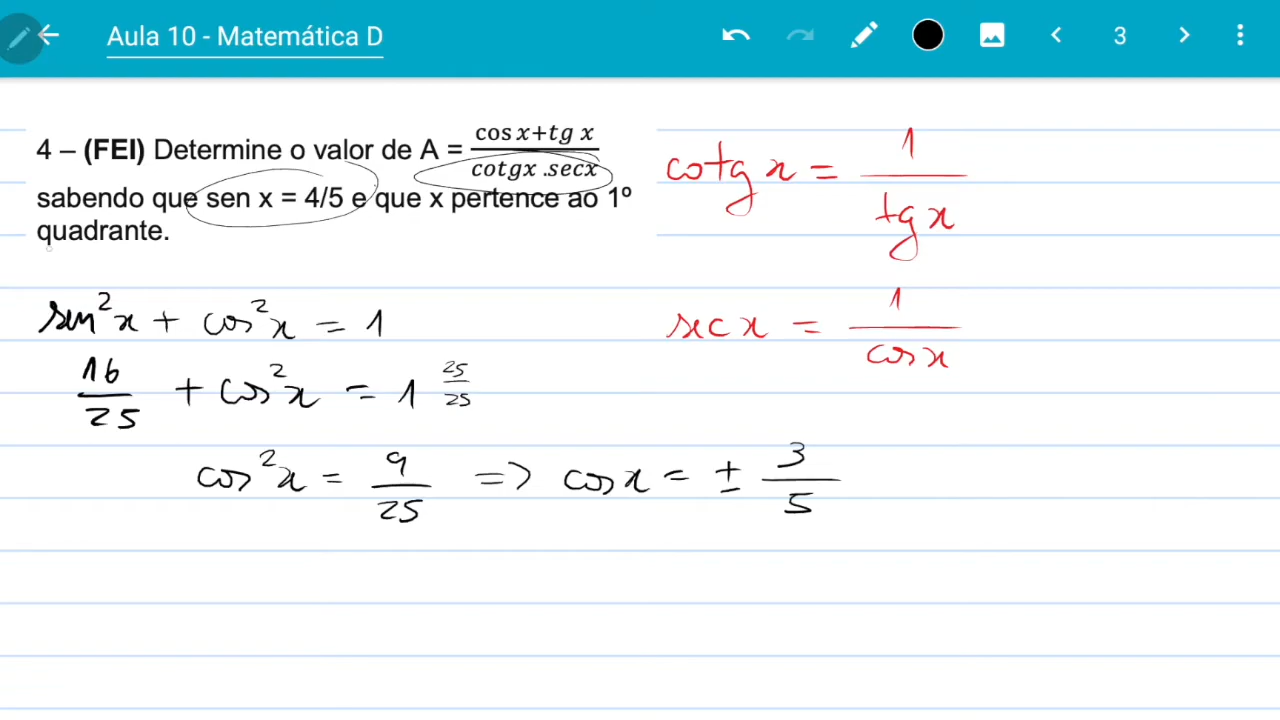 Aula 10 - Matemática D
3
4 – (FEI) Determine o valor de A = (cos x+tg x)/(cotgx .secx)
sabendo que sen x = 4/5 e que x pertence ao 1º
quadrante.
cotg x = 1/tg x
sec x = 1/cos x
sen²x + cos²x = 1
16/25 + cos²x = 1 25/25
cos²x = 9/25 => cos x = ± 3/5